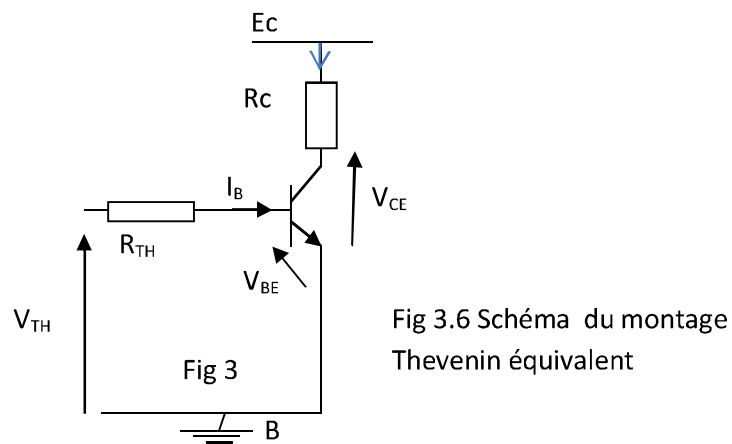 Ec
Rc
I_B
V_CE
R_TH
V_BE
V_TH
Fig 3.6 Schéma du montage
Thevenin équivalent
Fig 3
B